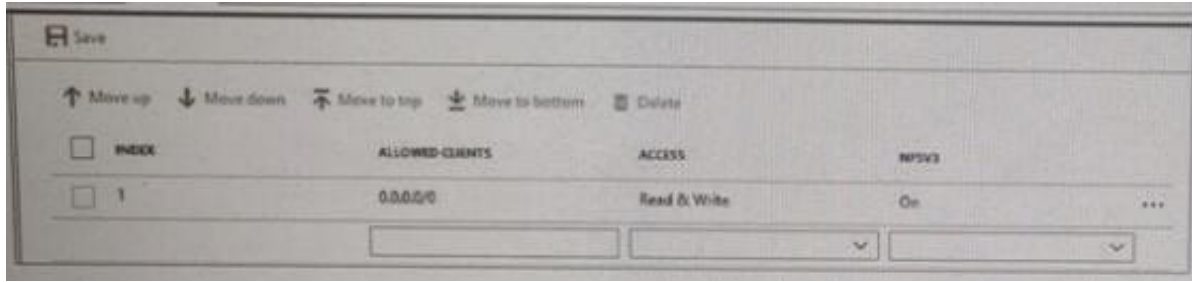 Save
Move up Move down Move to top Move to bottom Delete
INDEX ALLOWED CLIENTS ACCESS NFSV3
1 0.0.0.0/0 Read & Write On ...